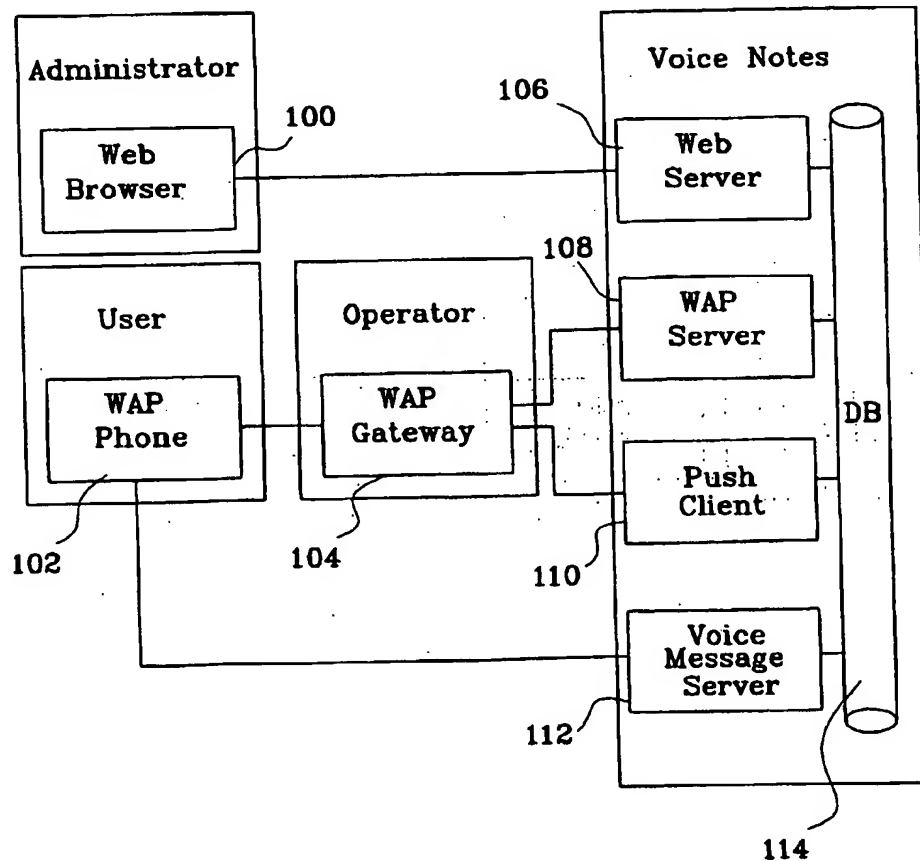 Administrator
Web
Browser
100
Voice Notes
106
Web
Server
User
WAP
Phone
102
Operator
WAP
Gateway
104
108
WAP
Server
DB
Push
Client
110
Voice
Message
Server
112
114